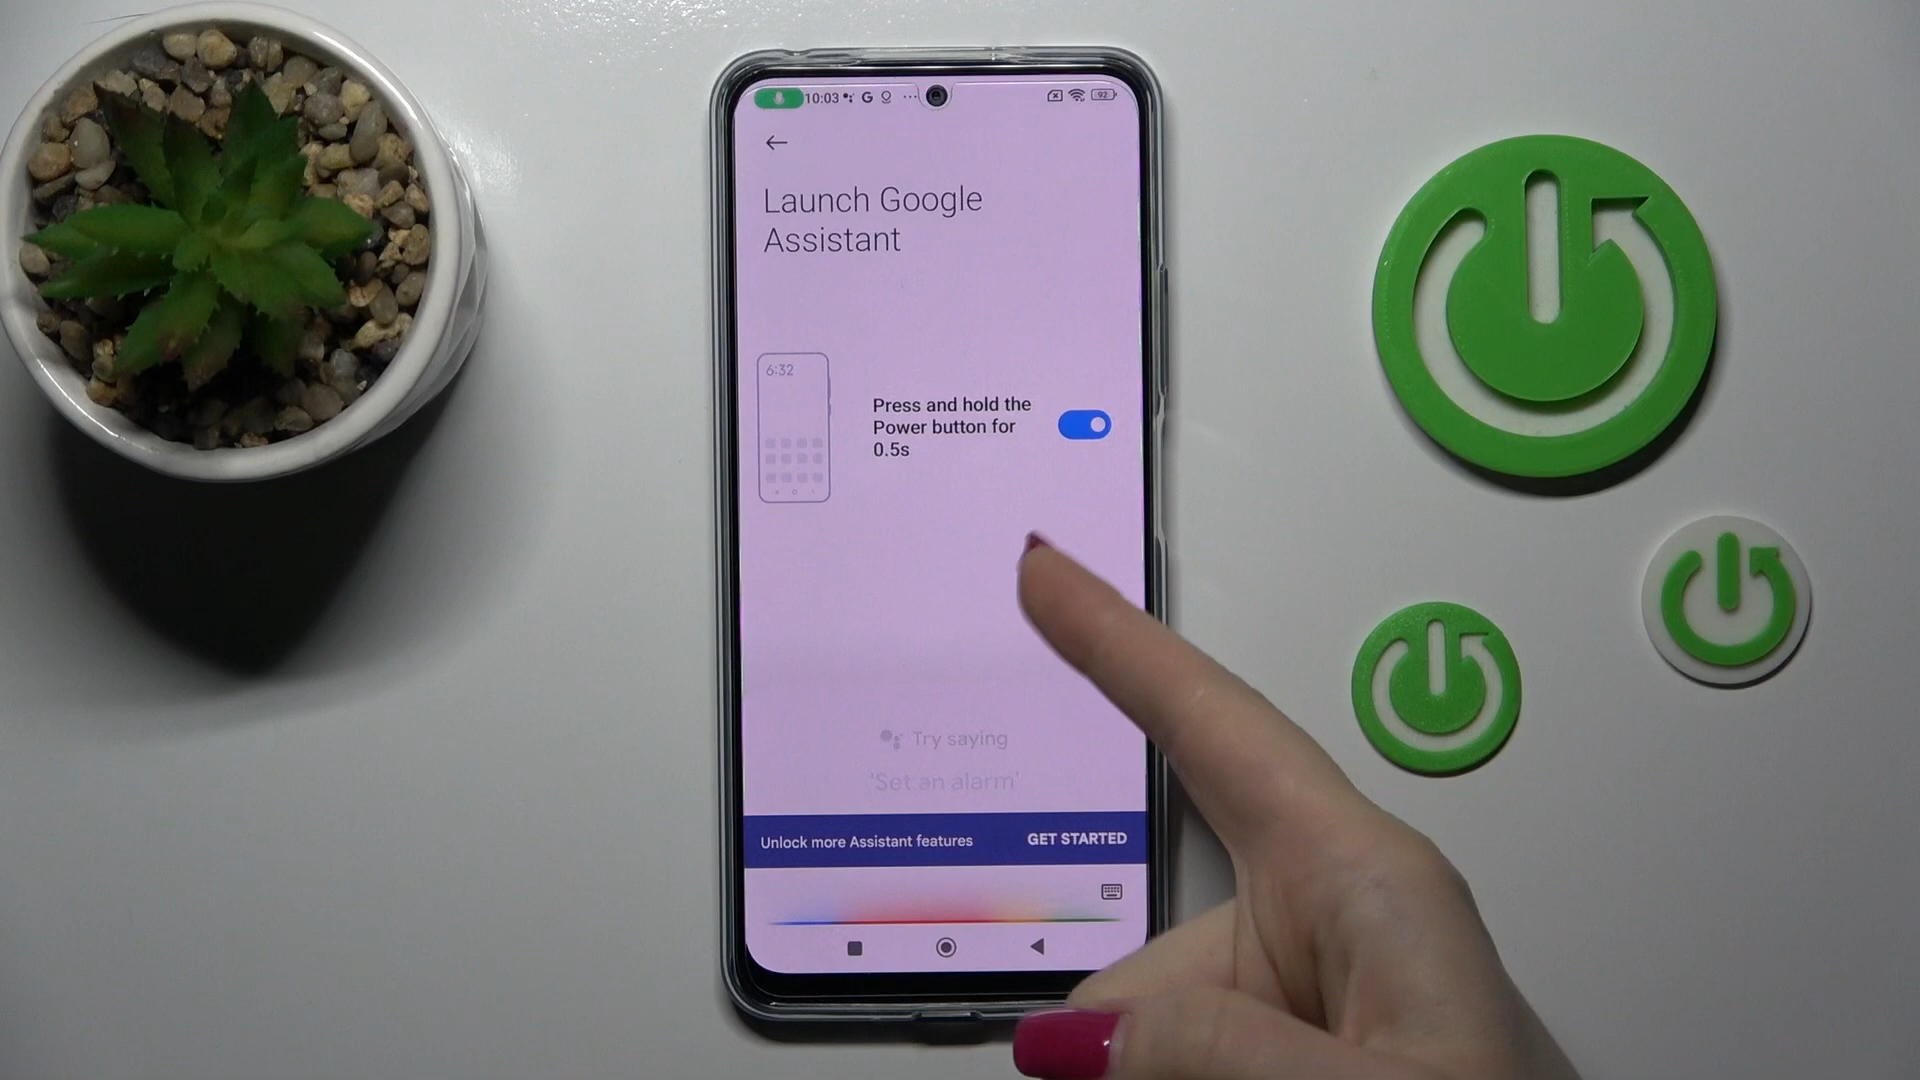 10:03 G ... 92
Launch Google
Assistant
6:32
Press and hold the
Power button for
0.5s
Try saying
'Set an alarm'
Unlock more Assistant features GET STARTED